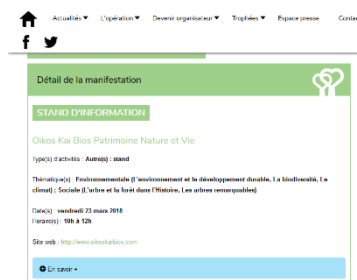 Actualités ▼ L'opération ▼ Devenir organisateur ▼ Trophées ▼ Espace presse Conta
Détail de la manifestation
STAND D'INFORMATION
Oikos Kai Bios Patrimoine Nature et Vie
Type(s) d'activités : Autre(s) : stand
Thématique(s) : Environnementale (L'environnement et le développement durable, La biodiversité, Le
climat) ; Sociale (L'arbre et la forêt dans l'Histoire, Les arbres remarquables)
Date(s) : vendredi 23 mars 2018
Horaire(s) : 10h à 12h
Site web : http://www.oikoskaibios.com
En savoir +